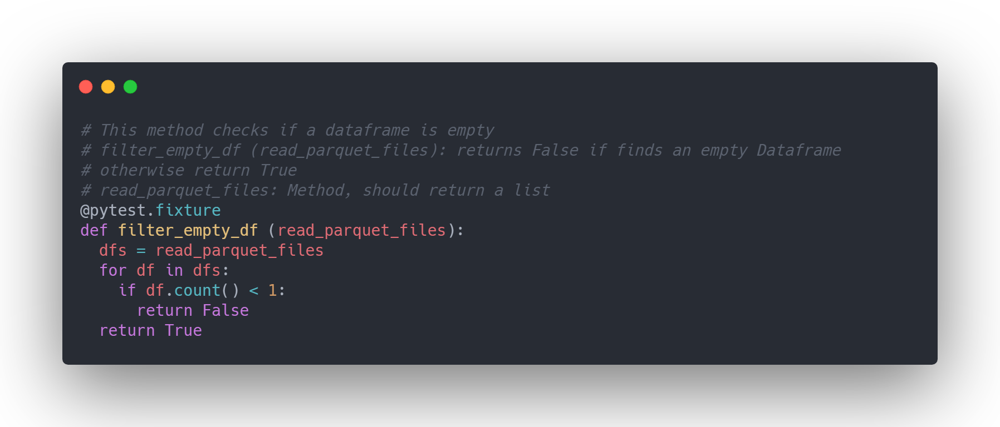 # This method checks if a dataframe is empty
# filter_empty_df (read_parquet_files): returns False if finds an empty Dataframe
# otherwise return True
# read_parquet_files: Method, should return a list
@pytest.fixture
def filter_empty_df (read_parquet_files):
  dfs = read_parquet_files
  for df in dfs:
    if df.count() < 1:
      return False
  return True